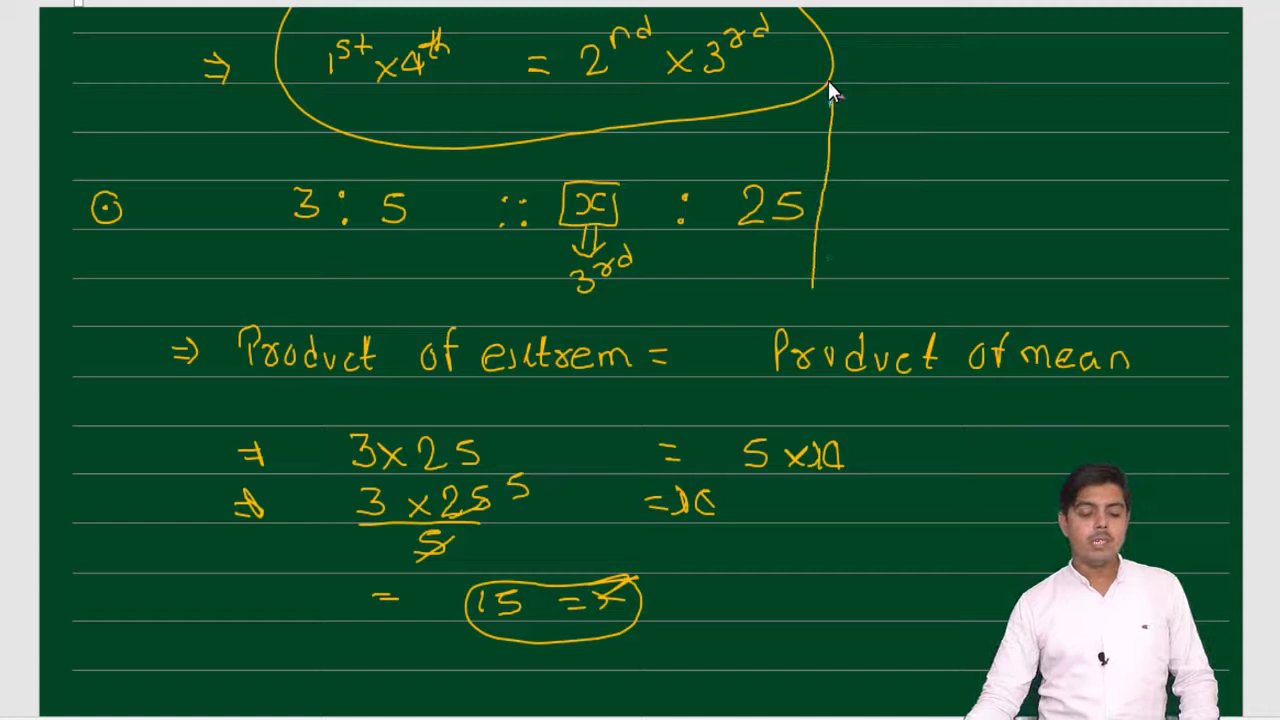 ⇒ 1st × 4th = 2nd × 3rd
⊙ 3 : 5 :: x : 25
3rd
⇒ Product of extrem = Product of mean
⇒ 3 × 25 = 5 × x
⇒ 3 × 25 5 = x
5
= 15 = x